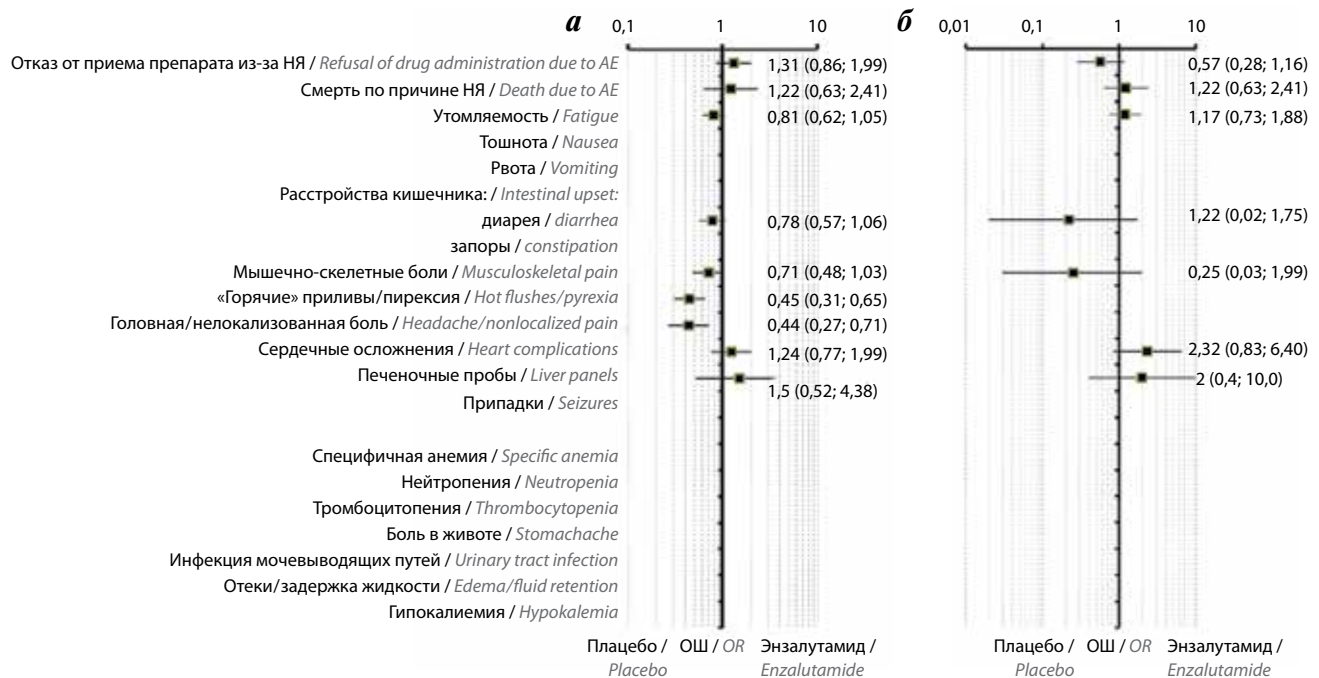 а 0,1 1 10 б 0,01 0,1 1 10
Отказ от приема препарата из-за НЯ / Refusal of drug administration due to AE 1,31 (0,86; 1,99) 0,57 (0,28; 1,16)
Смерть по причине НЯ / Death due to AE 1,22 (0,63; 2,41) 1,22 (0,63; 2,41)
Утомляемость / Fatigue 0,81 (0,62; 1,05) 1,17 (0,73; 1,88)
Тошнота / Nausea
Рвота / Vomiting
Расстройства кишечника: / Intestinal upset:
диарея / diarrhea 0,78 (0,57; 1,06) 1,22 (0,02; 1,75)
запоры / constipation
Мышечно-скелетные боли / Musculoskeletal pain 0,71 (0,48; 1,03) 0,25 (0,03; 1,99)
«Горячие» приливы/пирексия / Hot flushes/pyrexia 0,45 (0,31; 0,65)
Головная/нелокализованная боль / Headache/nonlocalized pain 0,44 (0,27; 0,71)
Сердечные осложнения / Heart complications 1,24 (0,77; 1,99) 2,32 (0,83; 6,40)
Печеночные пробы / Liver panels 1,5 (0,52; 4,38) 2 (0,4; 10,0)
Припадки / Seizures
Специфичная анемия / Specific anemia
Нейтропения / Neutropenia
Тромбоцитопения / Thrombocytopenia
Боль в животе / Stomachache
Инфекция мочевыводящих путей / Urinary tract infection
Отеки/задержка жидкости / Edema/fluid retention
Гипокалиемия / Hypokalemia
Плацебо / ОШ / OR Энзалутамид / Плацебо / ОШ / OR Энзалутамид /
Placebo Enzalutamide Placebo Enzalutamide